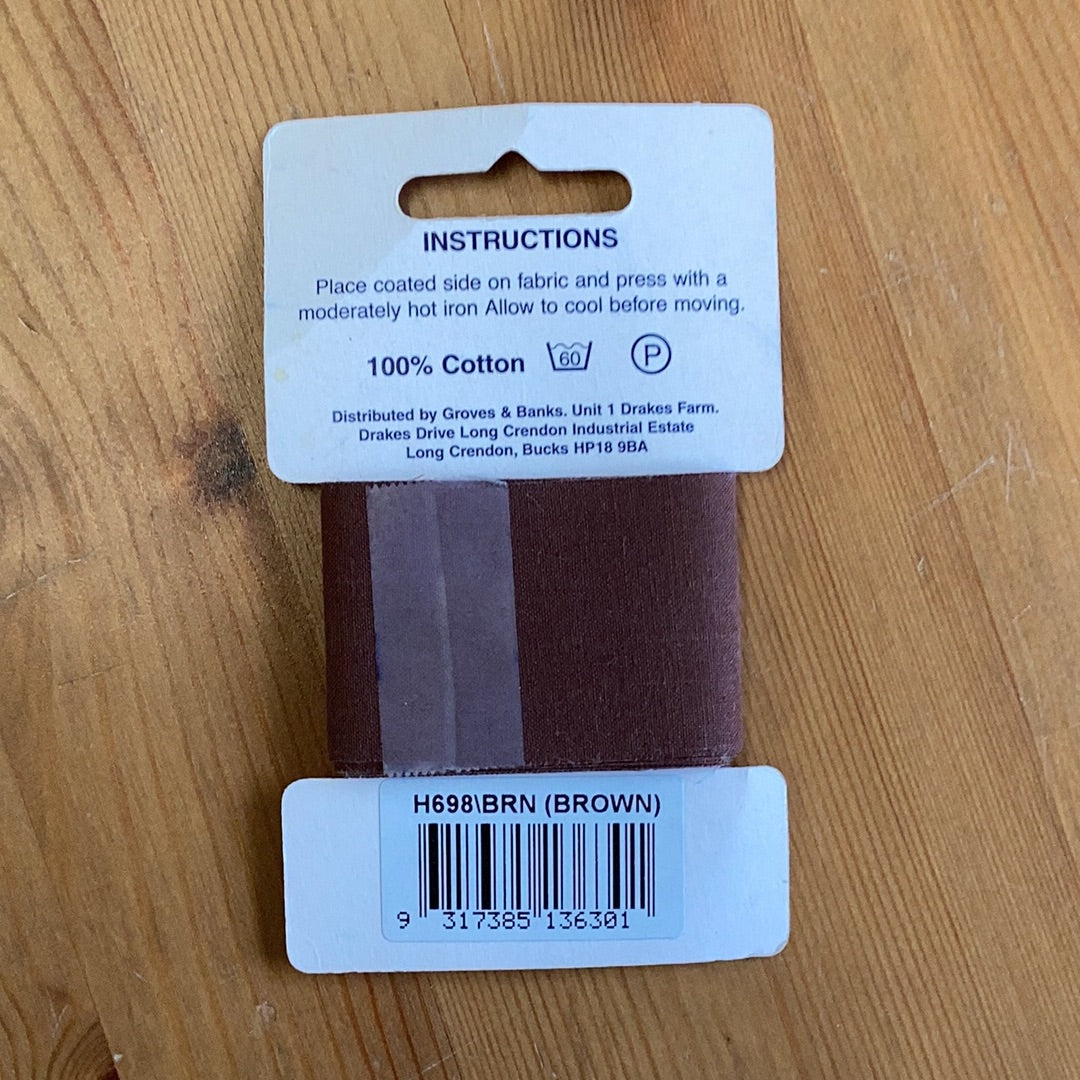 INSTRUCTIONS
Place coated side on fabric and press with a
moderately hot iron Allow to cool before moving.
100% Cotton 60 P
Distributed by Groves & Banks. Unit 1 Drakes Farm.
Drakes Drive Long Crendon Industrial Estate
Long Crendon, Bucks HP18 9BA
H698\BRN (BROWN)
9 317385 136301